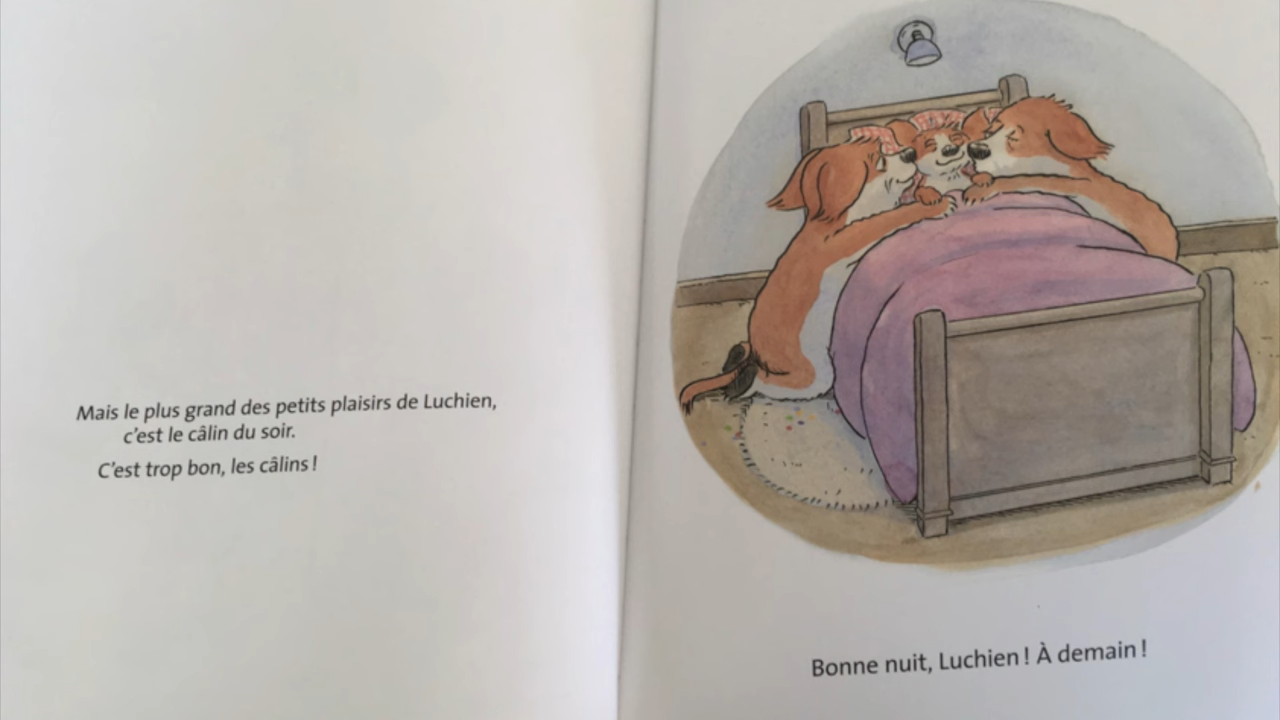 Mais le plus grand des petits plaisirs de Luchien,
c'est le câlin du soir.
C'est trop bon, les câlins !
Bonne nuit, Luchien ! À demain !